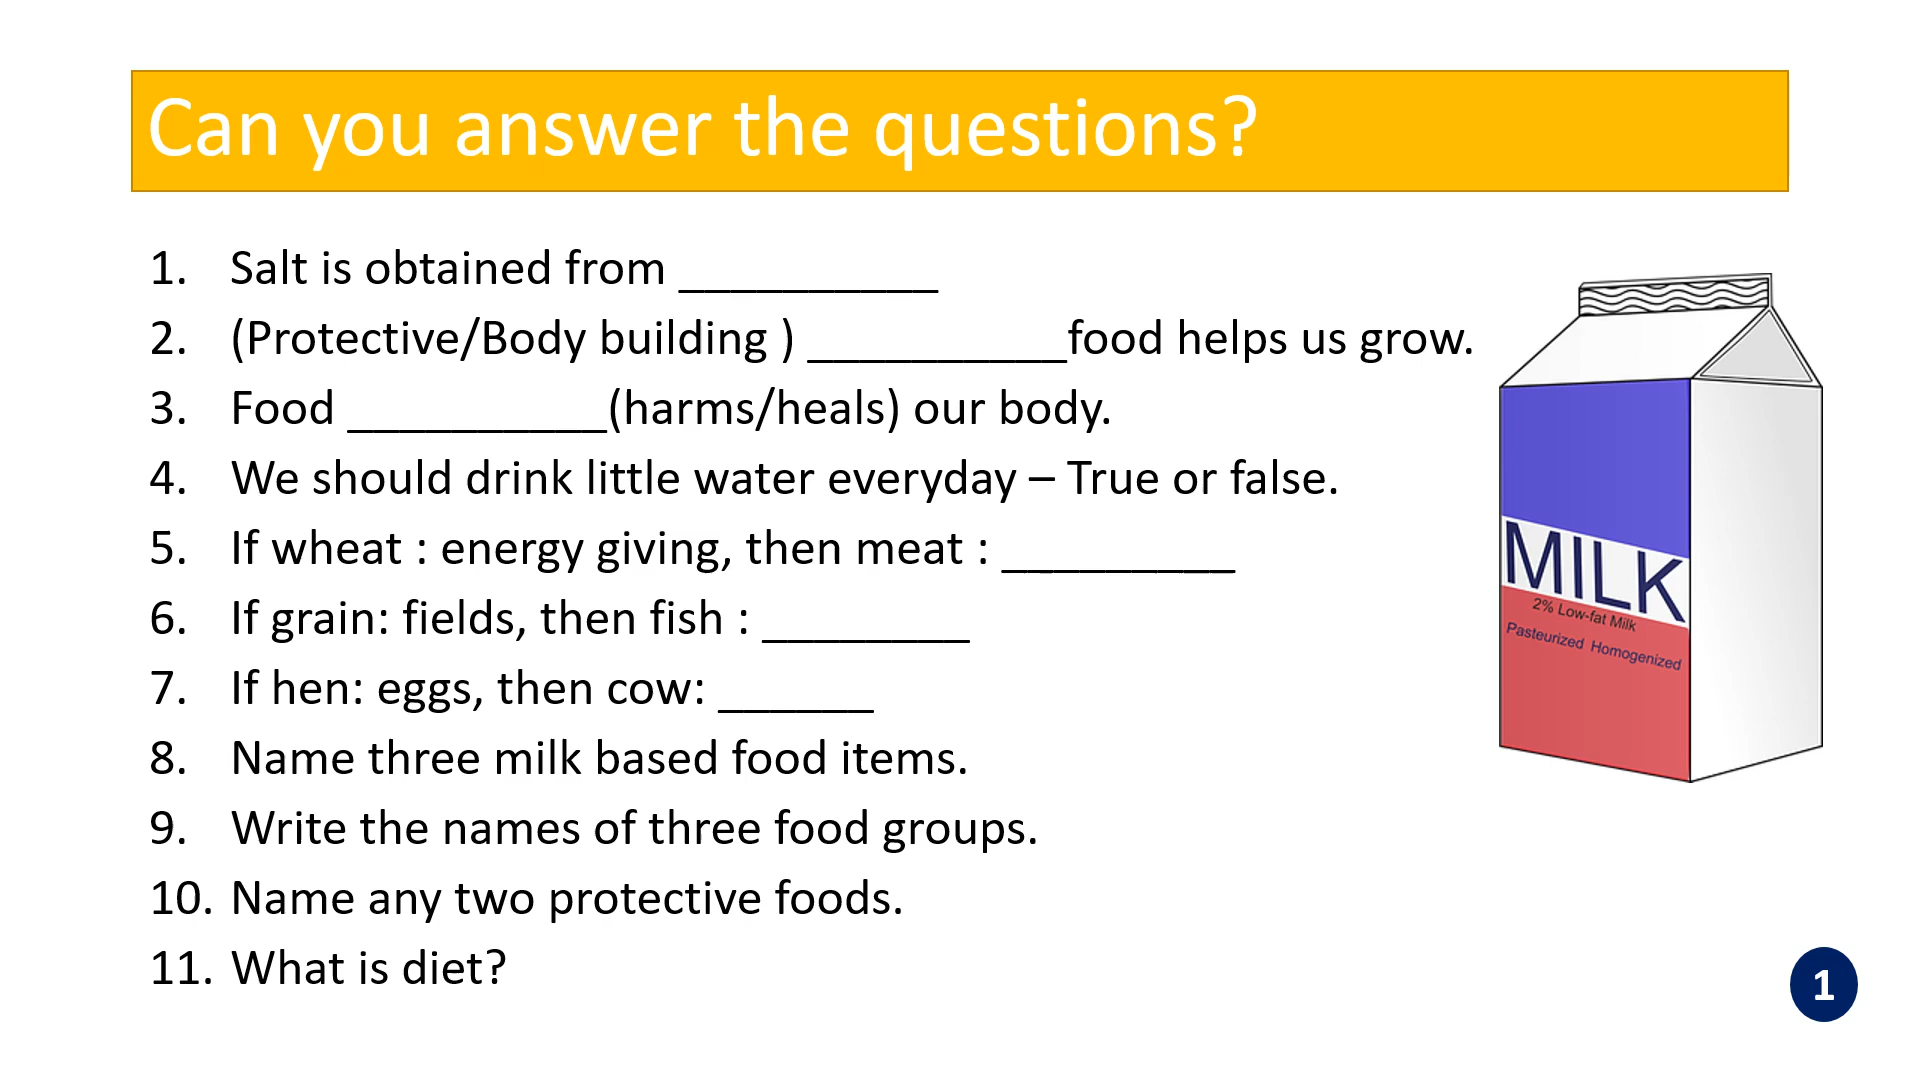 Can you answer the questions?
1. Salt is obtained from __________
2. (Protective/Body building ) __________food helps us grow.
3. Food __________(harms/heals) our body.
4. We should drink little water everyday – True or false.
5. If wheat : energy giving, then meat : _________
6. If grain: fields, then fish : ________
7. If hen: eggs, then cow: ______
8. Name three milk based food items.
9. Write the names of three food groups.
10. Name any two protective foods.
11. What is diet?
MILK
2% Low-fat Milk
Pasteurized Homogenized
1